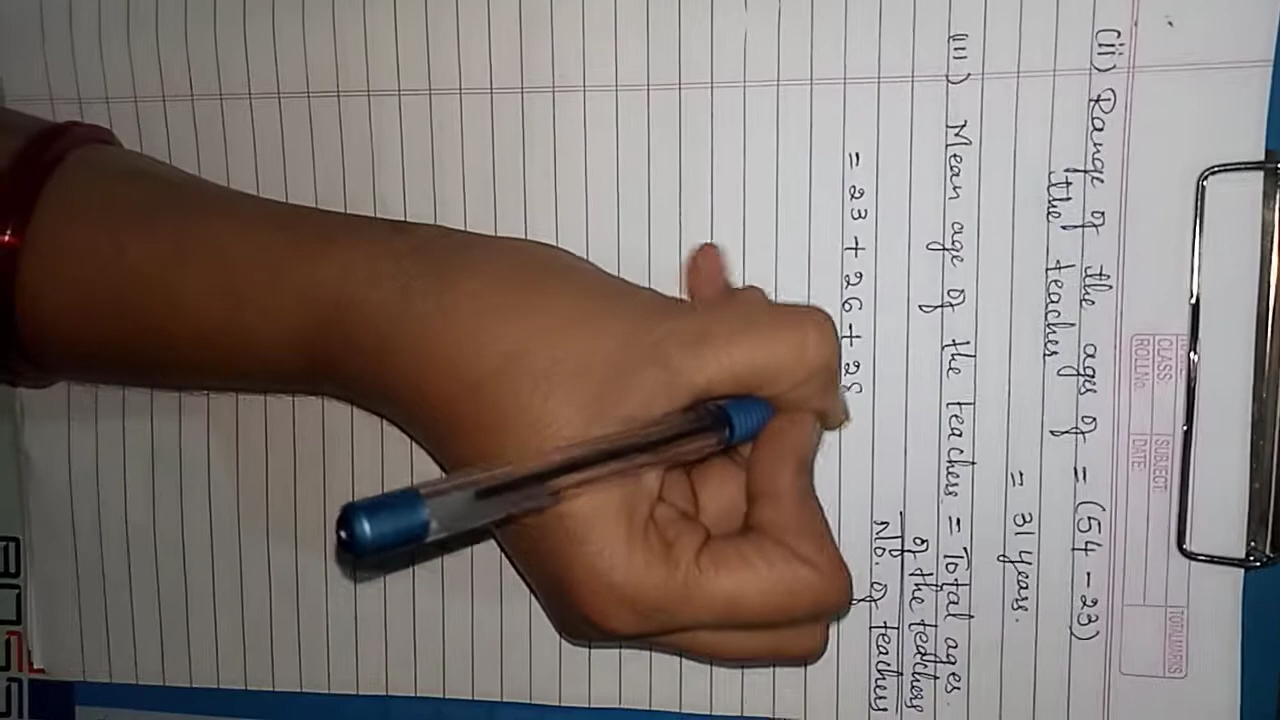 CLASS: SUBJECT: TOTAL MARKS
ROLL No. DATE:
(ii) Range of the ages of = (54 - 23)
the teachers
= 31 years.
(iii) Mean age of the teachers = Total ages.
of the teachers
No. of teachers
= 23 + 26 + 28